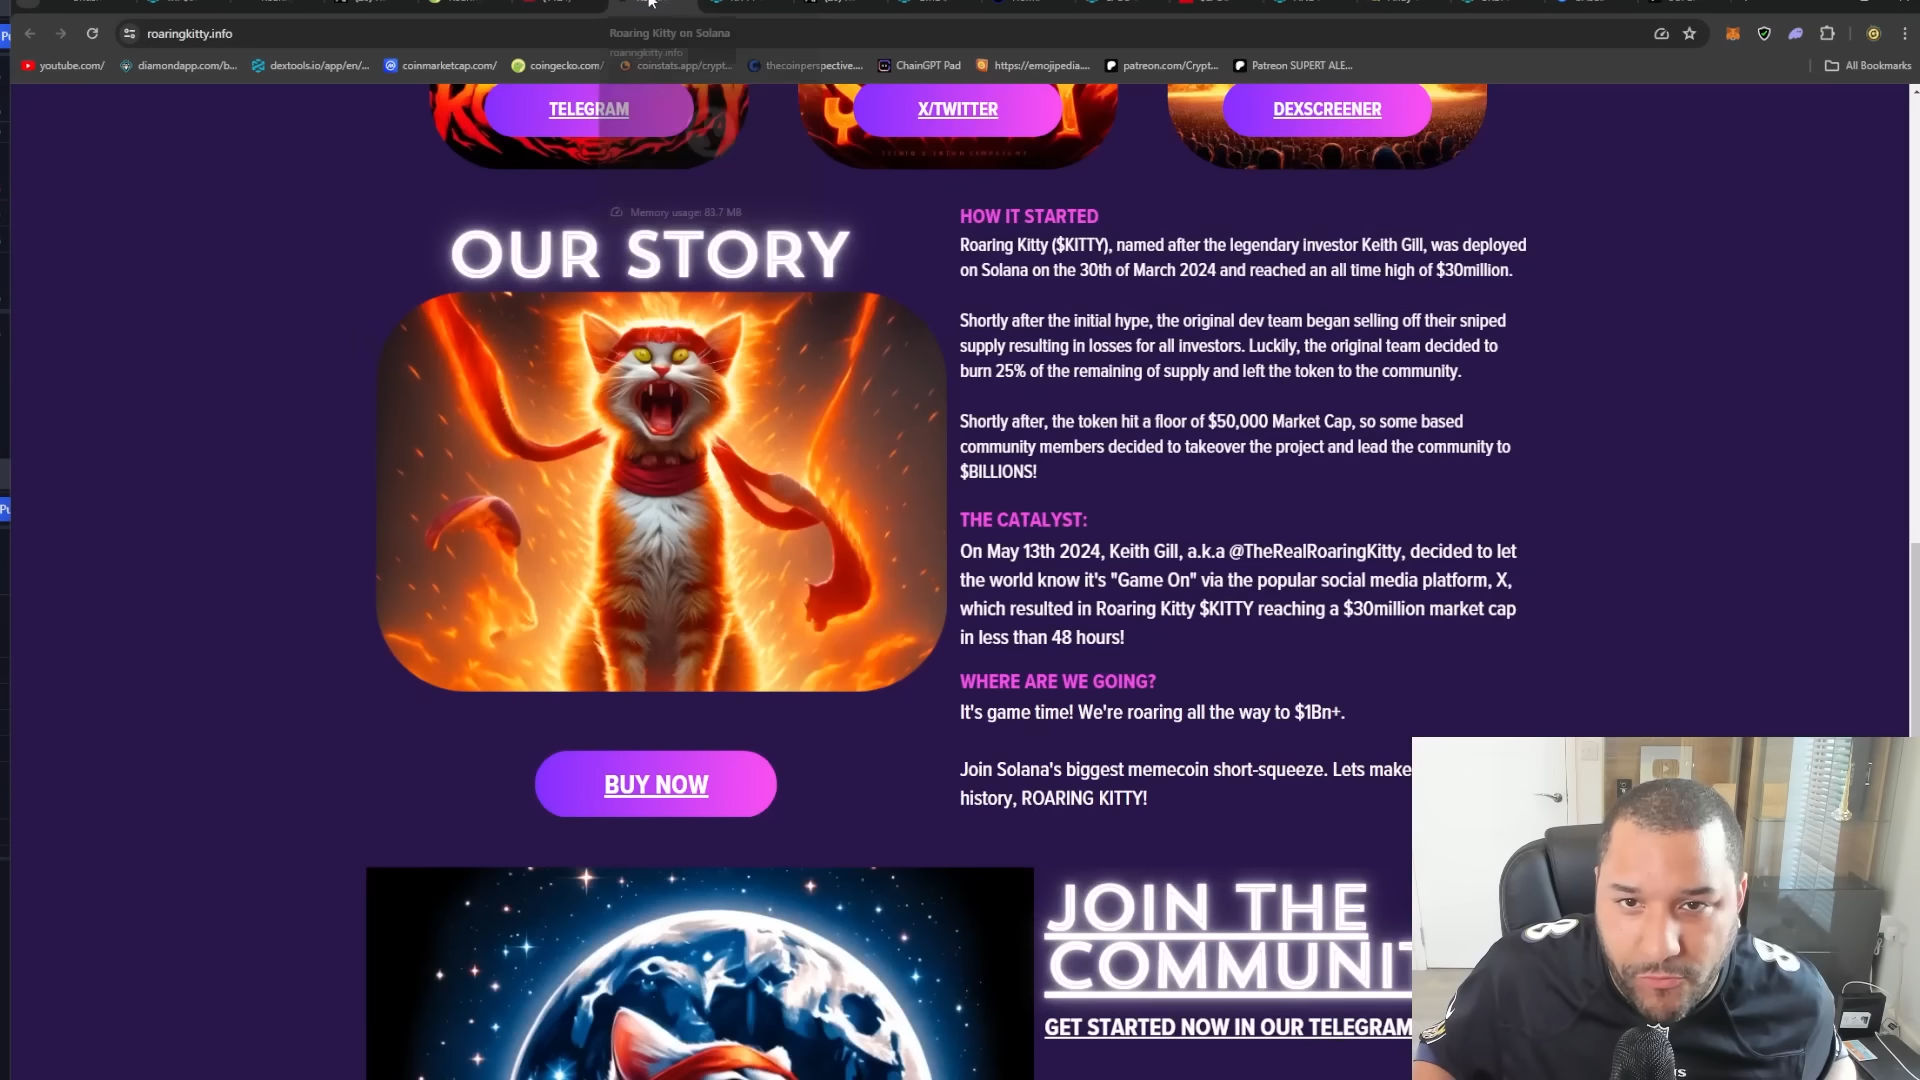 roaringkitty.info
Roaring Kitty on Solana
roaringkitty.info
youtube.com/
diamondapp.com/b...
dextools.io/app/en/...
coinmarketcap.com/
coingecko.com/
coinstats.app/crypt...
thecoinperspective....
ChainGPT Pad
https://emojipedia....
patreon.com/Crypt...
Patreon SUPERT ALE...
All Bookmarks
TELEGRAM
X/TWITTER
DEXSCREENER
Memory usage: 83.7 MB
OUR STORY
HOW IT STARTED
Roaring Kitty ($KITTY), named after the legendary investor Keith Gill, was deployed
on Solana on the 30th of March 2024 and reached an all time high of $30million.
Shortly after the initial hype, the original dev team began selling off their sniped
supply resulting in losses for all investors. Luckily, the original team decided to
burn 25% of the remaining of supply and left the token to the community.
Shortly after, the token hit a floor of $50,000 Market Cap, so some based
community members decided to takeover the project and lead the community to
$BILLIONS!
THE CATALYST:
On May 13th 2024, Keith Gill, a.k.a @TheRealRoaringKitty, decided to let
the world know it's "Game On" via the popular social media platform, X,
which resulted in Roaring Kitty $KITTY reaching a $30million market cap
in less than 48 hours!
WHERE ARE WE GOING?
It's game time! We're roaring all the way to $1Bn+.
Join Solana's biggest memecoin short-squeeze. Lets make
history, ROARING KITTY!
BUY NOW
JOIN THE
COMMUNI
GET STARTED NOW IN OUR TELEGRAM